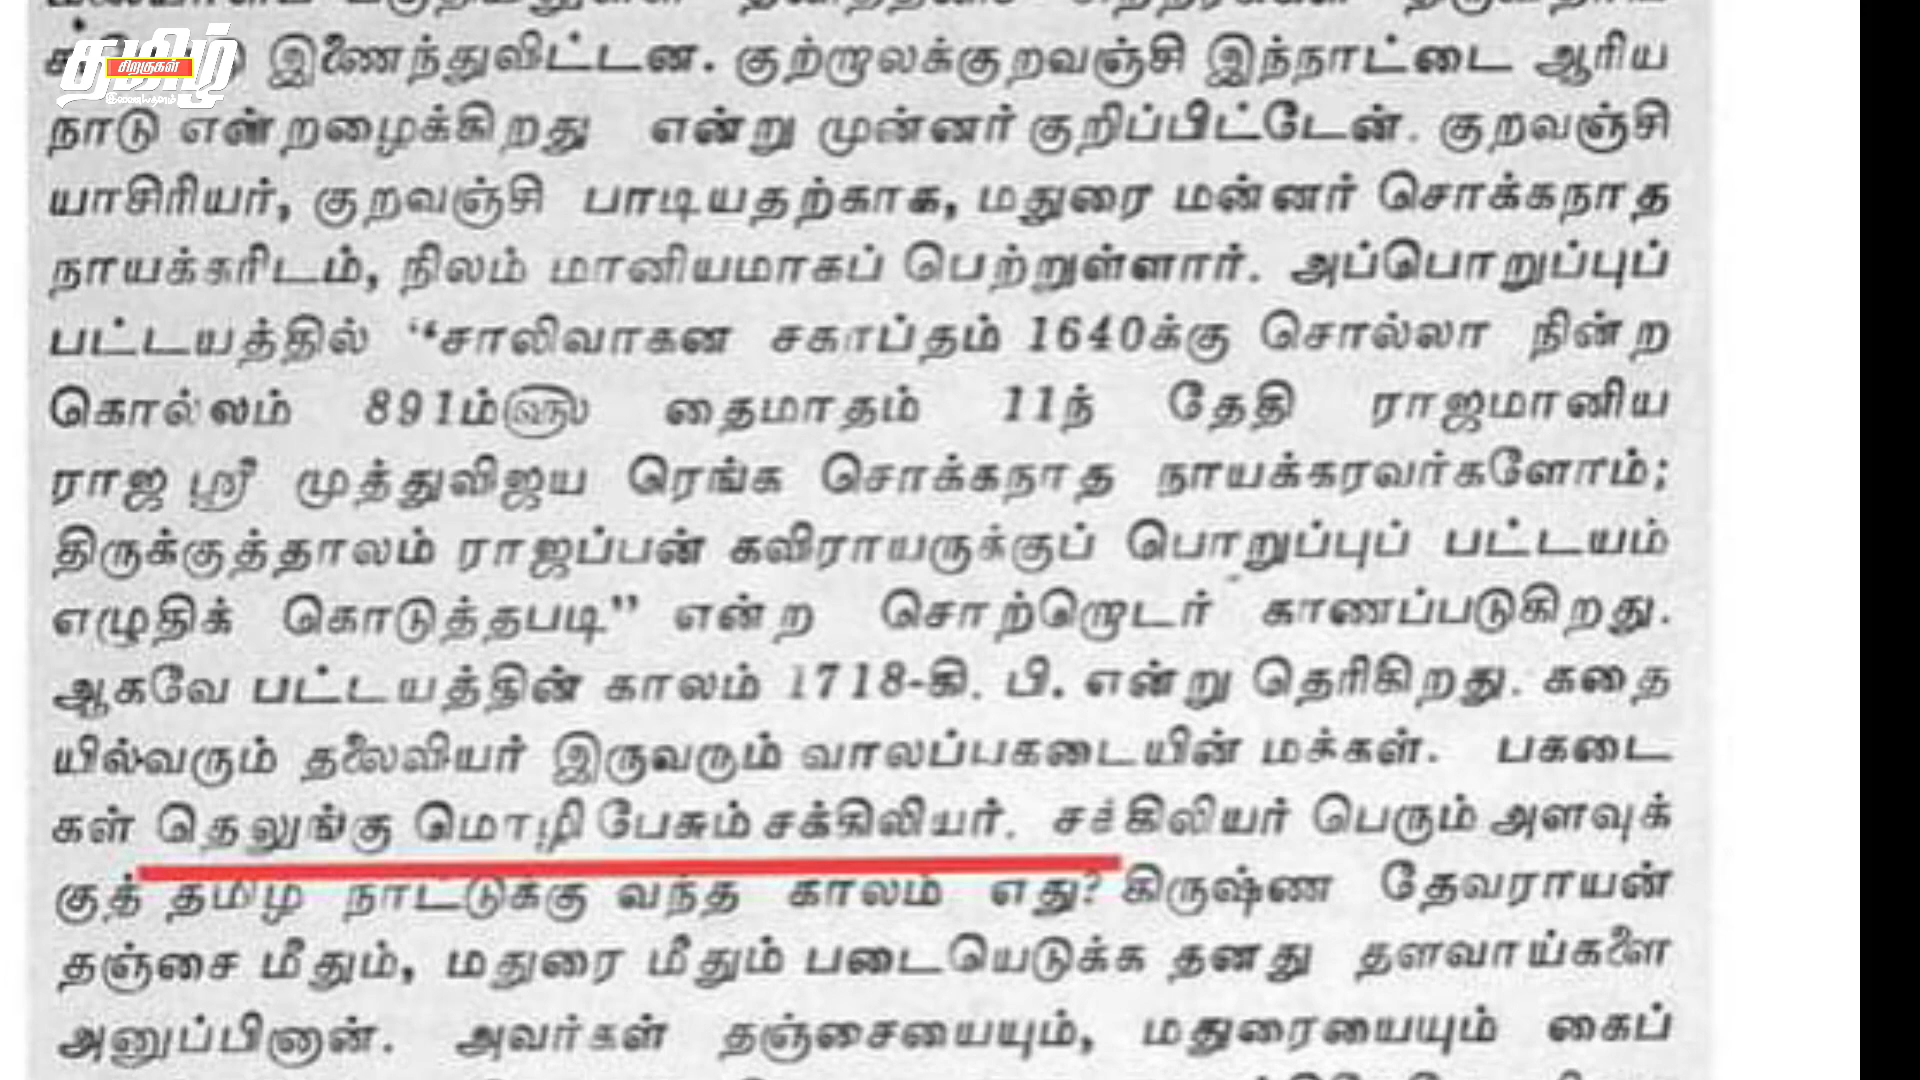 தமிழ்
சிறகுகள்
இணைந்துவிட்டன. குற்றாலக்குறவஞ்சி இந்நாட்டை ஆரிய
நாடு என்றழைக்கிறது என்று முன்னர் குறிப்பிட்டேன். குறவஞ்சி
யாசிரியர், குறவஞ்சி பாடியதற்காக, மதுரை மன்னர் சொக்கநாத
நாயக்கரிடம், நிலம் மானியமாகப் பெற்றுள்ளார். அப்பொறுப்புப்
பட்டயத்தில் “சாலிவாகன சகாப்தம் 1640க்கு சொல்லா நின்ற
கொல்லம் 891ம்௵ தைமாதம் 11ந் தேதி ராஜமானிய
ராஜ ஸ்ரீ முத்துவிஜய ரெங்க சொக்கநாத நாயக்கரவர்களோம்;
திருக்குத்தாலம் ராஜப்பன் கவிராயருக்குப் பொறுப்புப் பட்டயம்
எழுதிக் கொடுத்தபடி” என்ற சொற்றொடர் காணப்படுகிறது.
ஆகவே பட்டயத்தின் காலம் 1718-கி. பி. என்று தெரிகிறது. கதை
யில்வரும் தலைவியர் இருவரும் வாலப்பகடையின் மக்கள். பகடை
கள் தெலுங்கு மொழி பேசும் சக்கிலியர். சக்கிலியர் பெரும் அளவுக்
குத் தமிழ் நாட்டுக்கு வந்த காலம் எது? கிருஷ்ண தேவராயன்
தஞ்சை மீதும், மதுரை மீதும் படையெடுக்க தனது தளவாய்களை
அனுப்பினான். அவர்கள் தஞ்சையையும், மதுரையையும் கைப்